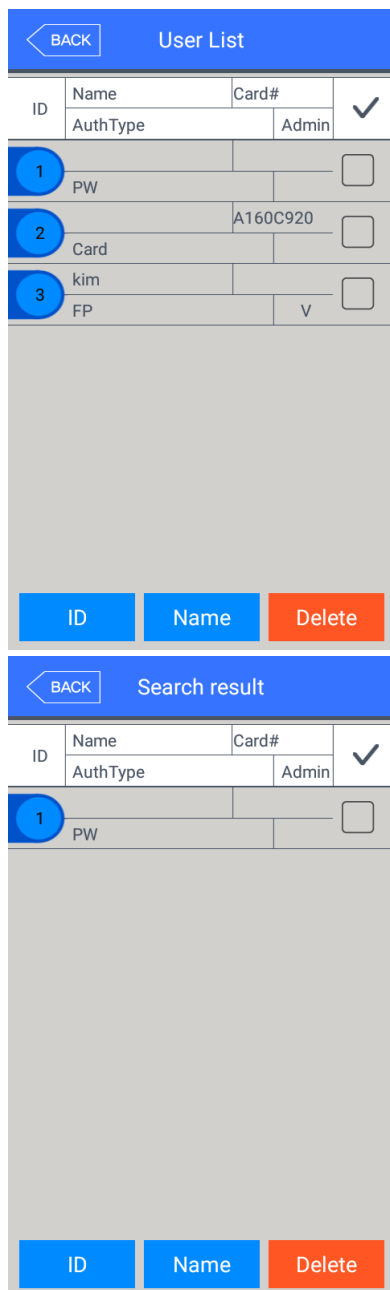 BACK User List
ID Name Card#
AuthType Admin
1
PW
2 A160C920
Card
3 kim
FP V
ID Name Delete
BACK Search result
ID Name Card#
AuthType Admin
1
PW
ID Name Delete